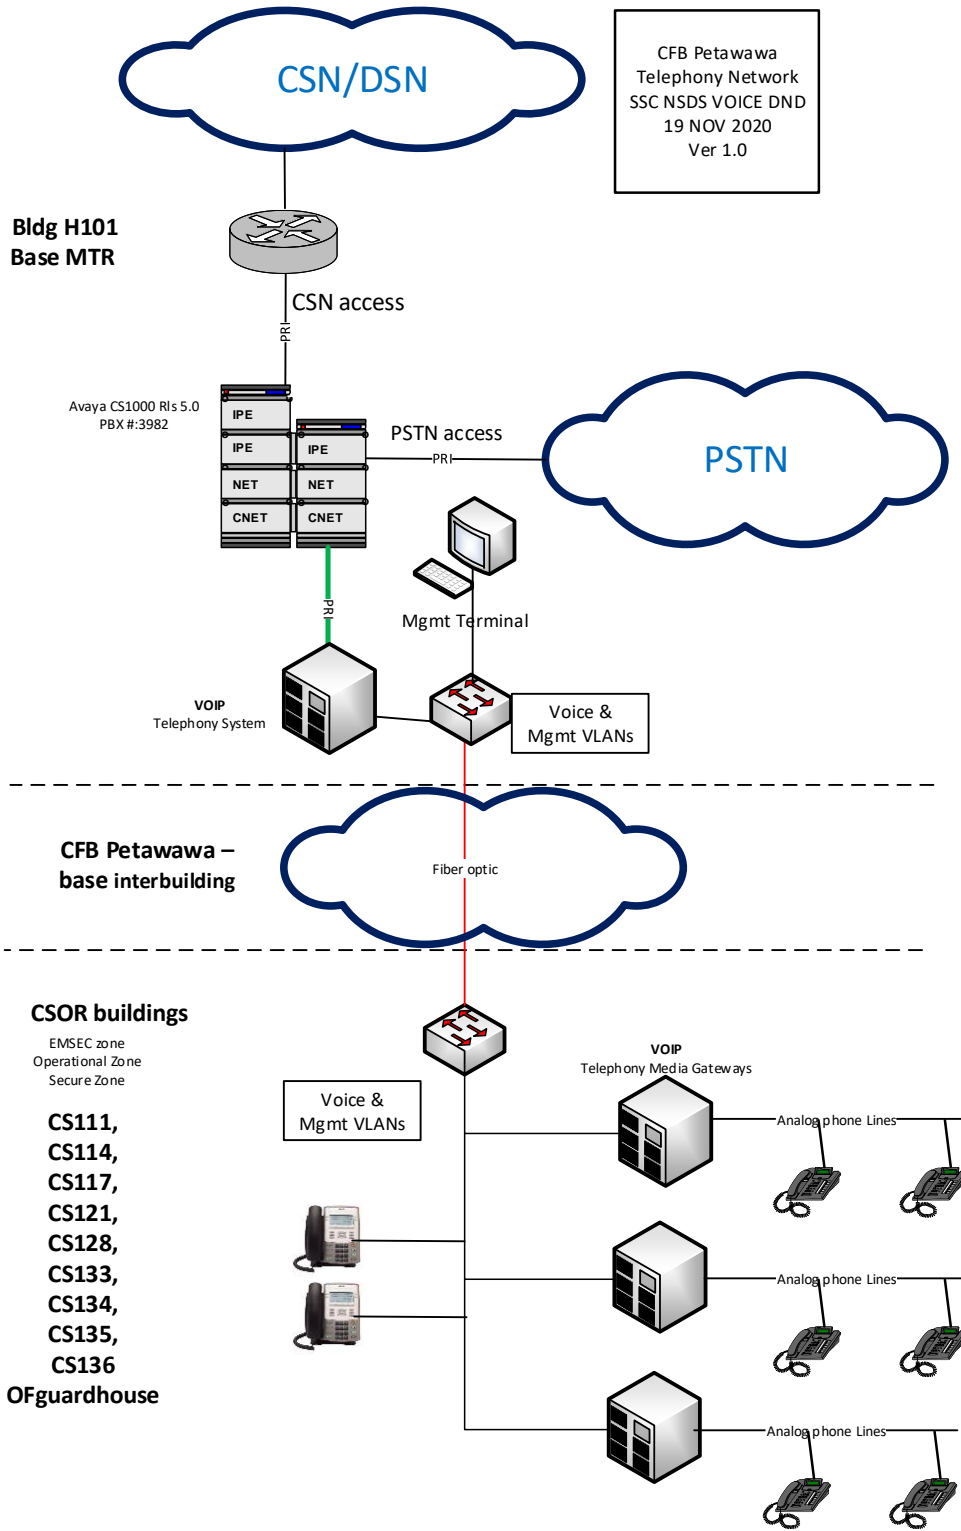 CSN/DSN
CFB Petawawa
Telephony Network
SSC NSDS VOICE DND
19 NOV 2020
Ver 1.0
Bldg H101
Base MTR
CSN access
PRI
Avaya CS1000 Rls 5.0
PBX #:3982
IPE
IPE
NET
CNET
IPE
NET
CNET
PSTN access
PRI
PSTN
PRI
Mgmt Terminal
VOIP
Telephony System
Voice &
Mgmt VLANs
CFB Petawawa –
base interbuilding
Fiber optic
CSOR buildings
EMSEC zone
Operational Zone
Secure Zone
CS111,
CS114,
CS117,
CS121,
CS128,
CS133,
CS134,
CS135,
CS136
OFguardhouse
Voice &
Mgmt VLANs
VOIP
Telephony Media Gateways
Analog phone Lines
Analog phone Lines
Analog phone Lines